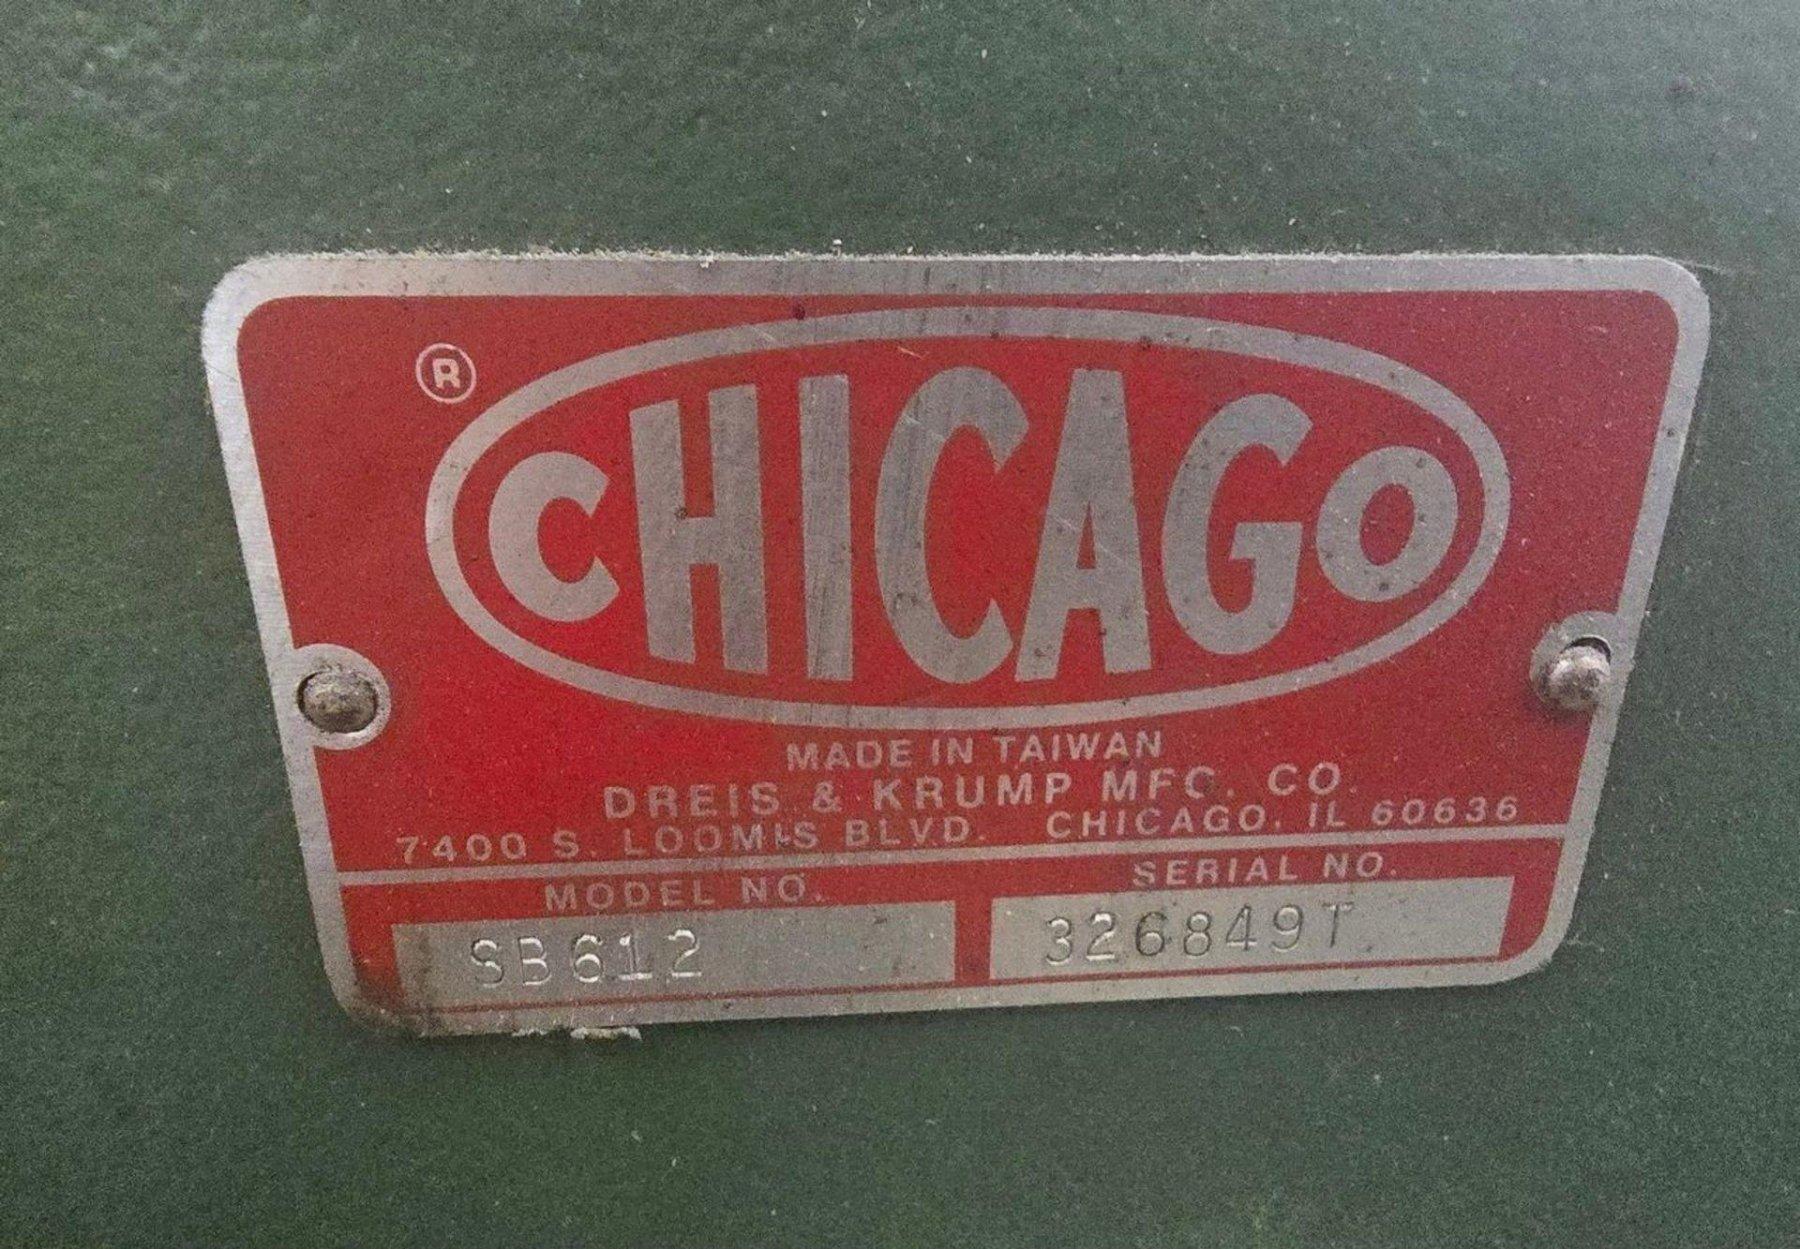 ®
CHICAGO
MADE IN TAIWAN
DREIS & KRUMP MFG. CO.
7400 S. LOOMIS BLVD. CHICAGO, IL 60636
MODEL NO. SERIAL NO.
SB612 326849T